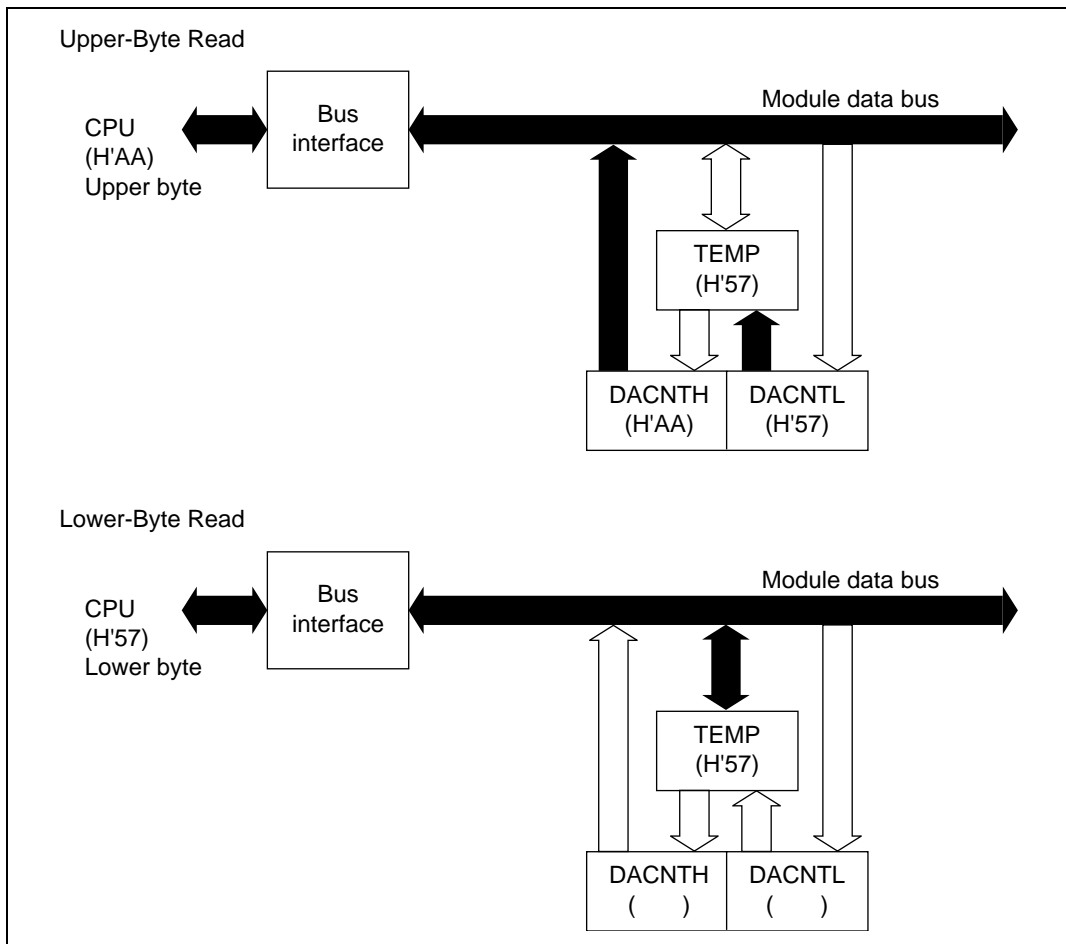 Upper-Byte Read
CPU
(H'AA)
Upper byte
Bus
interface
Module data bus
TEMP
(H'57)
DACNTH
(H'AA)
DACNTL
(H'57)
Lower-Byte Read
CPU
(H'57)
Lower byte
Bus
interface
Module data bus
TEMP
(H'57)
DACNTH
(      )
DACNTL
(      )